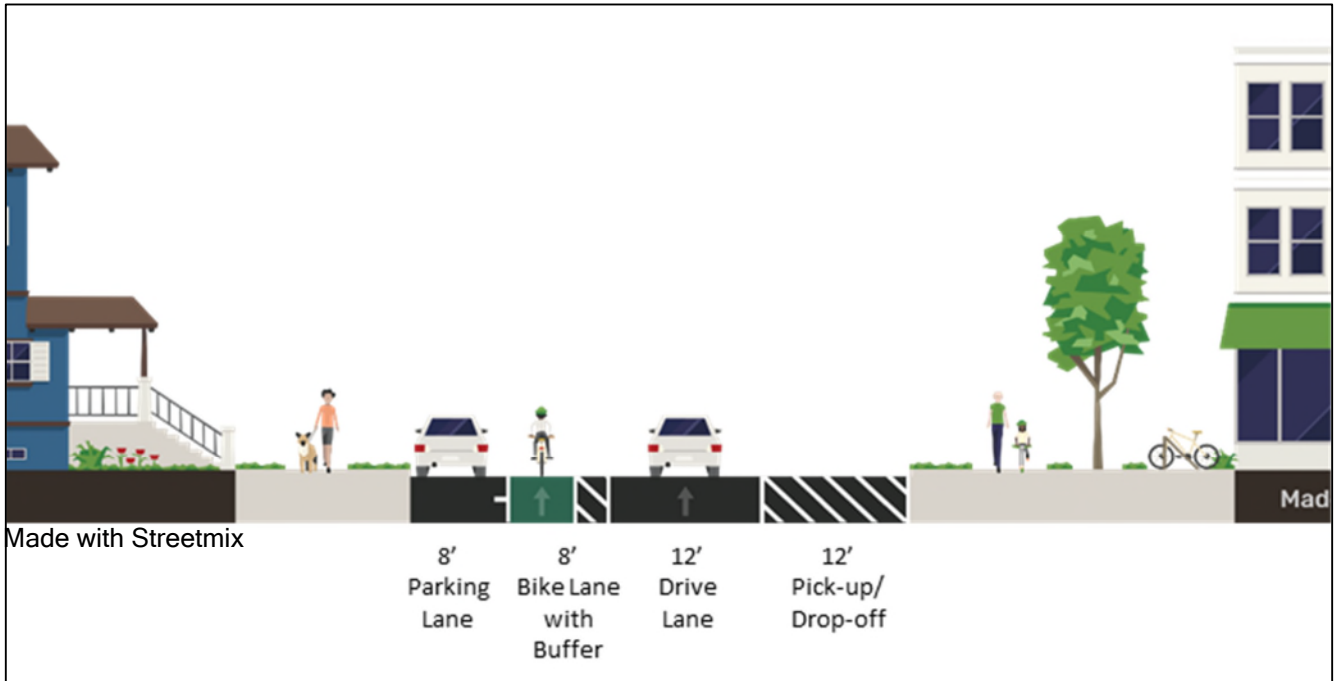 Mad
Made with Streetmix
8’
Parking
Lane
8’
Bike Lane
with
Buffer
12’
Drive
Lane
12’
Pick-up/
Drop-off